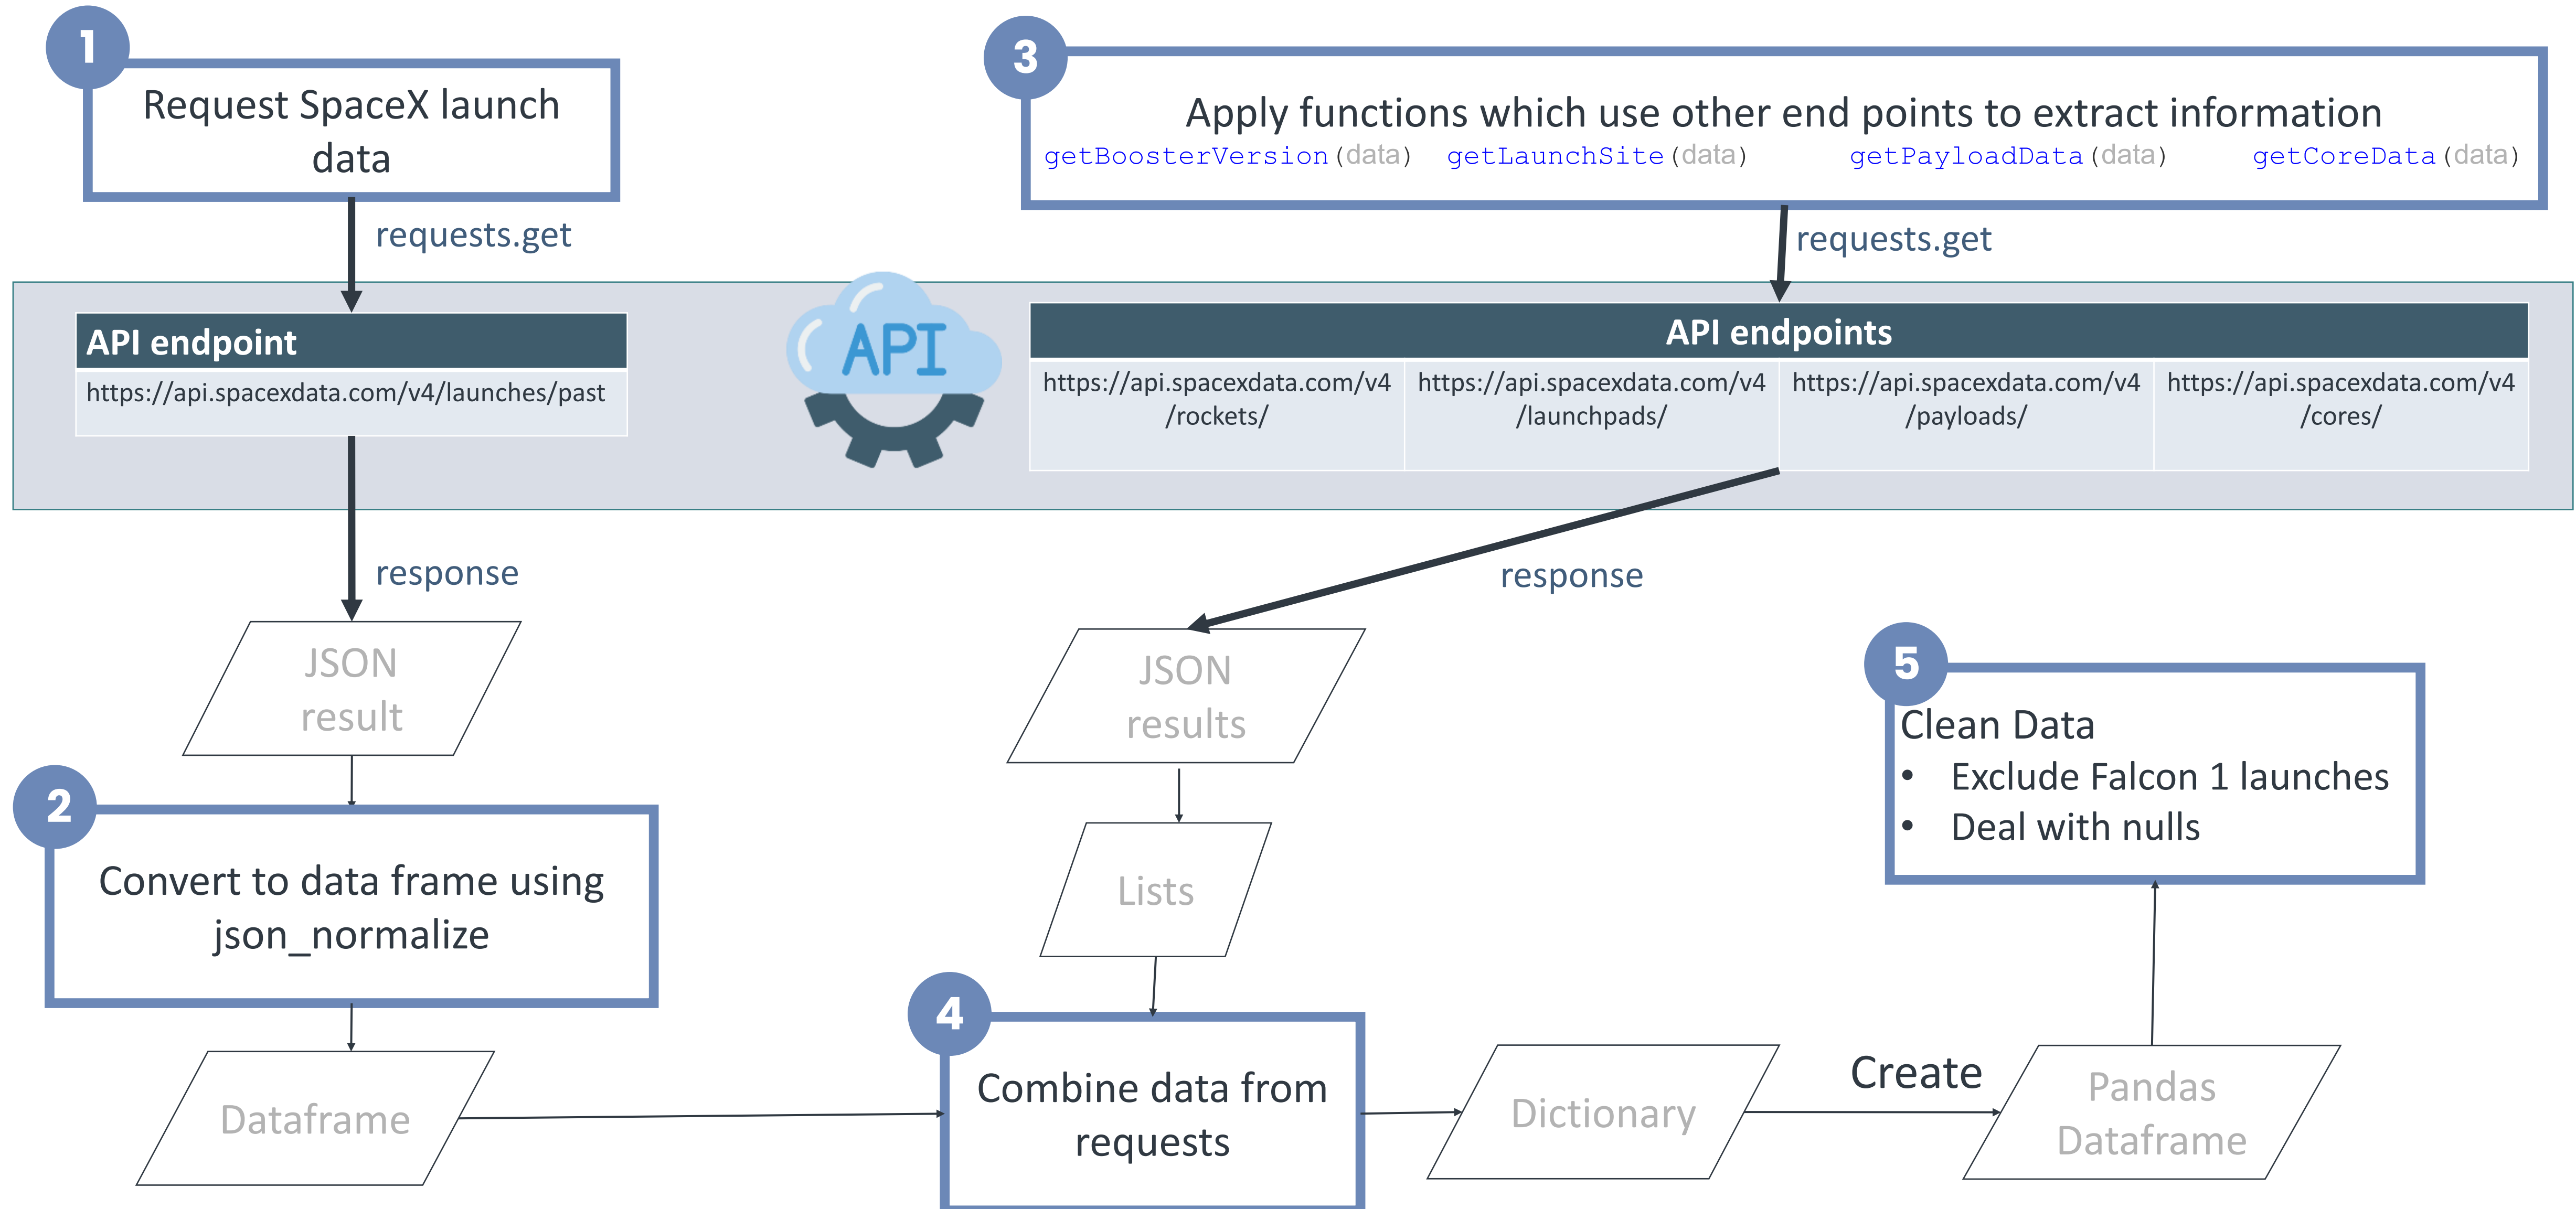 1
Request SpaceX launch
data
requests.get
API endpoint
https://api.spacexdata.com/v4/launches/past
response
JSON
result
2
Convert to data frame using
json_normalize
Dataframe
API
3
Apply functions which use other end points to extract information
getBoosterVersion(data) getLaunchSite(data) getPayloadData(data) getCoreData(data)
requests.get
API endpoints
https://api.spacexdata.com/v4
/rockets/
https://api.spacexdata.com/v4
/launchpads/
https://api.spacexdata.com/v4
/payloads/
https://api.spacexdata.com/v4
/cores/
response
JSON
results
Lists
4
Combine data from
requests
Dictionary
Create
Pandas
Dataframe
5
Clean Data
• Exclude Falcon 1 launches
• Deal with nulls